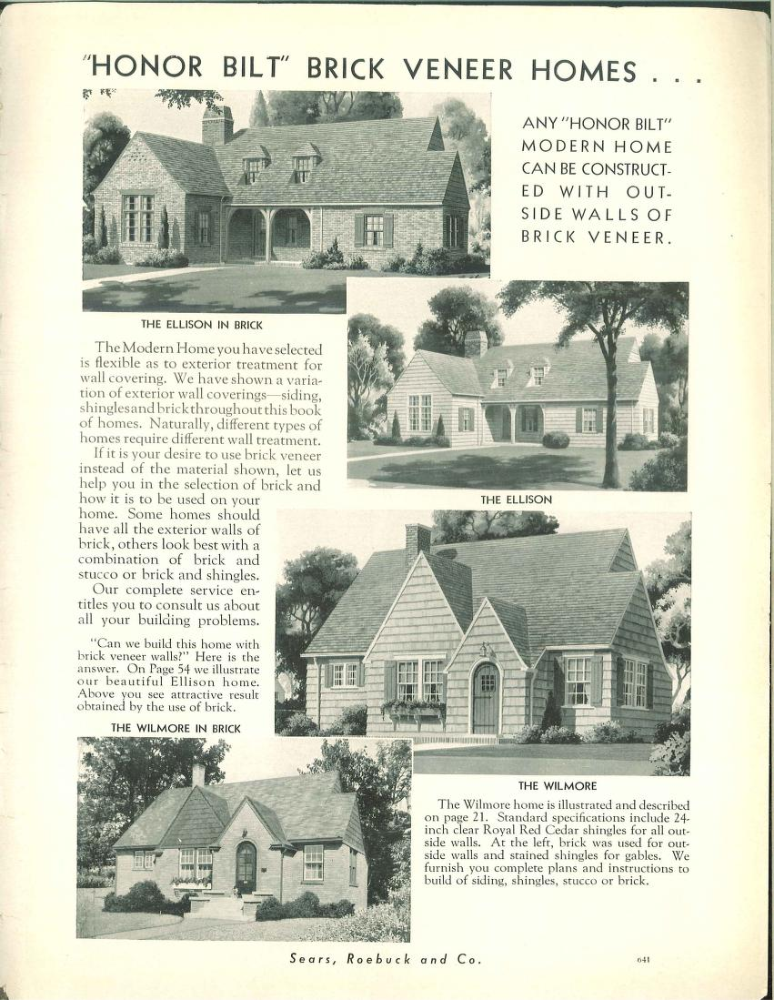 "HONOR BILT" BRICK VENEER HOMES . . .
ANY "HONOR BILT"
MODERN HOME
CAN BE CONSTRUCT-
ED WITH OUT-
SIDE WALLS OF
BRICK VENEER.
THE ELLISON IN BRICK
The Modern Home you have selected
is flexible as to exterior treatment for
wall covering. We have shown a varia-
tion of exterior wall coverings—siding,
shingles and brick throughout this book
of homes. Naturally, different types of
homes require different wall treatment.
If it is your desire to use brick veneer
instead of the material shown, let us
help you in the selection of brick and
how it is to be used on your
home. Some homes should
have all the exterior walls of
brick, others look best with a
combination of brick and
stucco or brick and shingles.
Our complete service en-
titles you to consult us about
all your building problems.
"Can we build this home with
brick veneer walls?" Here is the
answer. On Page 54 we illustrate
our beautiful Ellison home.
Above you see attractive result
obtained by the use of brick.
THE ELLISON
THE WILMORE IN BRICK
THE WILMORE
The Wilmore home is illustrated and described
on page 21. Standard specifications include 24-
inch clear Royal Red Cedar shingles for all out-
side walls. At the left, brick was used for out-
side walls and stained shingles for gables. We
furnish you complete plans and instructions to
build of siding, shingles, stucco or brick.
Sears, Roebuck and Co.
641